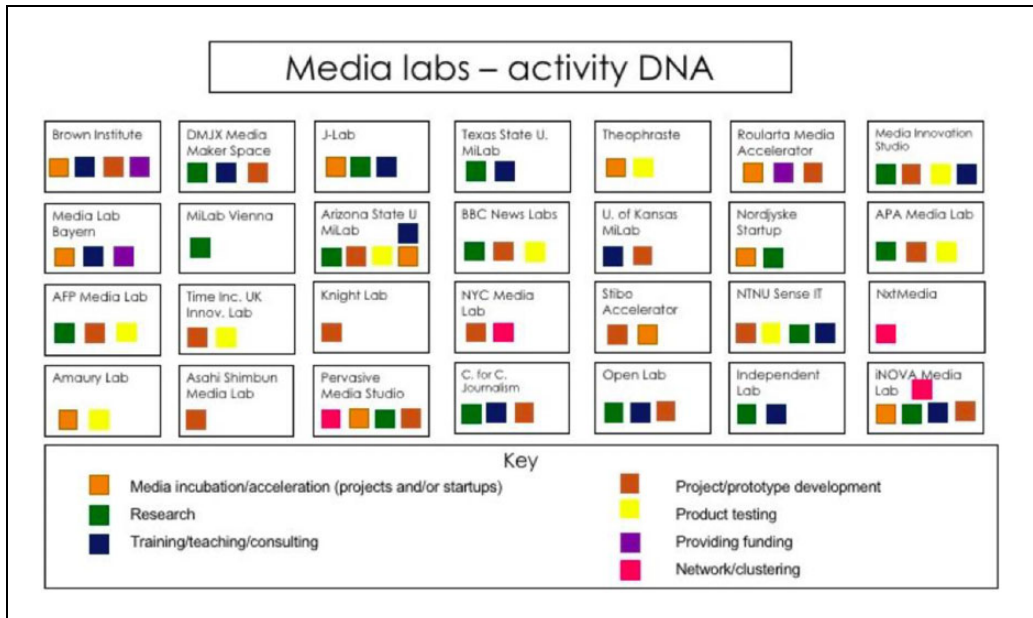 Media labs – activity DNA
Brown Institute
DMJX Media
Maker Space
J-Lab
Texas State U.
MiLab
Theophraste
Roularta Media
Accelerator
Media Innovation
Studio
Media Lab
Bayern
MiLab Vienna
Arizona State U
MiLab
BBC News Labs
U. of Kansas
MiLab
Nordjyske
Startup
APA Media Lab
AFP Media Lab
Time Inc. UK
Innov. Lab
Knight Lab
NYC Media
Lab
Stibo
Accelerator
NTNU Sense IT
NxtMedia
Amaury Lab
Asahi Shimbun
Media Lab
Pervasive
Media Studio
C. for C.
Journalism
Open Lab
Independent
Lab
iNOVA Media
Lab
Key
Media incubation/acceleration (projects and/or startups)
Research
Training/teaching/consulting
Project/prototype development
Product testing
Providing funding
Network/clustering